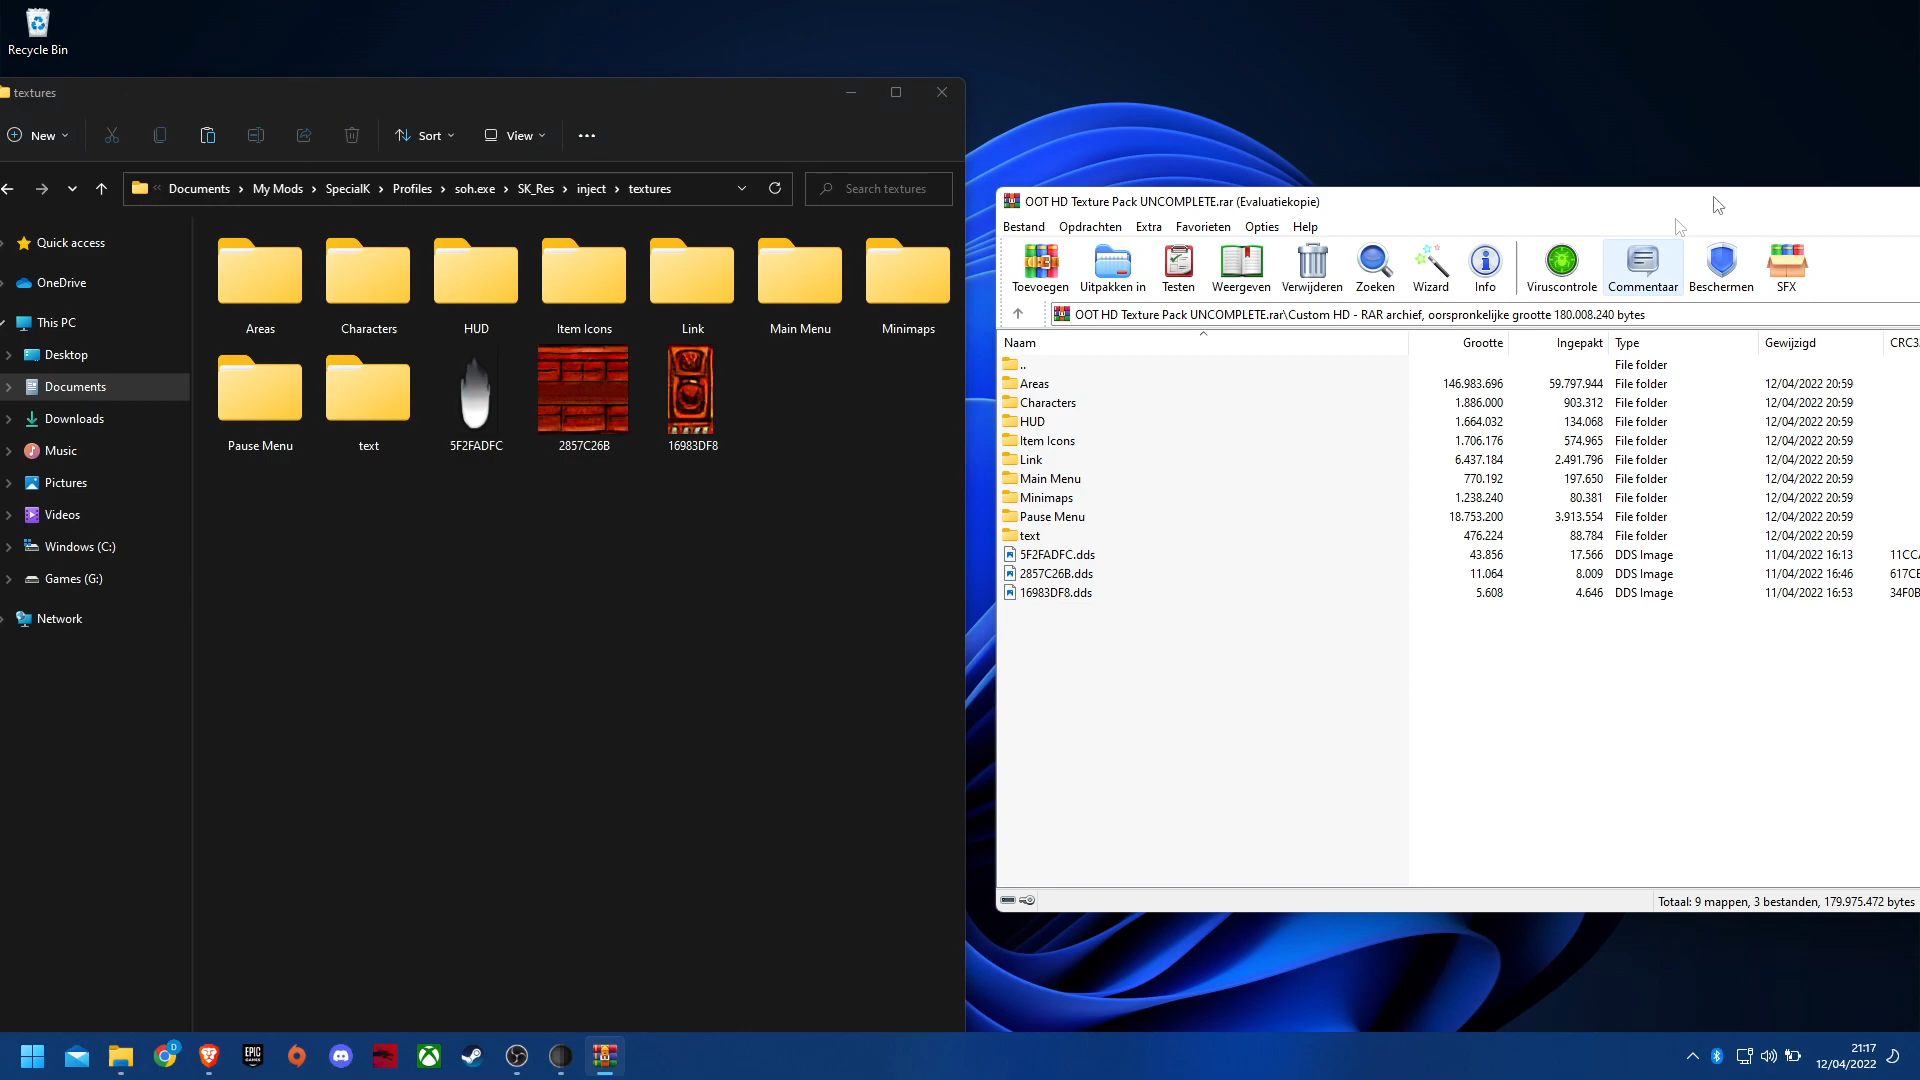 Recycle Bin
textures
New
Sort
View
Documents My Mods SpecialK Profiles soh.exe SK_Res inject textures
Search textures
Quick access
OneDrive
This PC
Desktop
Documents
Downloads
Music
Pictures
Videos
Windows (C:)
Games (G:)
Network
Areas
Characters
HUD
Item Icons
Link
Main Menu
Minimaps
Pause Menu
text
5F2FADFC
2857C26B
16983DF8
OOT HD Texture Pack UNCOMPLETE.rar (Evaluatiekopie)
Bestand Opdrachten Extra Favorieten Opties Help
Toevoegen Uitpakken in Testen Weergeven Verwijderen Zoeken Wizard Info Viruscontrole Commentaar Beschermen SFX
OOT HD Texture Pack UNCOMPLETE.rar\Custom HD - RAR archief, oorspronkelijke grootte 180.008.240 bytes
Naam Grootte Ingepakt Type Gewijzigd CRC3
.. File folder
Areas 146.983.696 59.797.944 File folder 12/04/2022 20:59
Characters 1.886.000 903.312 File folder 12/04/2022 20:59
HUD 1.664.032 134.068 File folder 12/04/2022 20:59
Item Icons 1.706.176 574.965 File folder 12/04/2022 20:59
Link 6.437.184 2.491.796 File folder 12/04/2022 20:59
Main Menu 770.192 197.650 File folder 12/04/2022 20:59
Minimaps 1.238.240 80.381 File folder 12/04/2022 20:59
Pause Menu 18.753.200 3.913.554 File folder 12/04/2022 20:59
text 476.224 88.784 File folder 12/04/2022 20:59
5F2FADFC.dds 43.856 17.566 DDS Image 11/04/2022 16:13 11CCA
2857C26B.dds 11.064 8.009 DDS Image 11/04/2022 16:46 617CE
16983DF8.dds 5.608 4.646 DDS Image 11/04/2022 16:53 34F0B
Totaal: 9 mappen, 3 bestanden, 179.975.472 bytes
D
EPIC
GAMES
21:17
12/04/2022